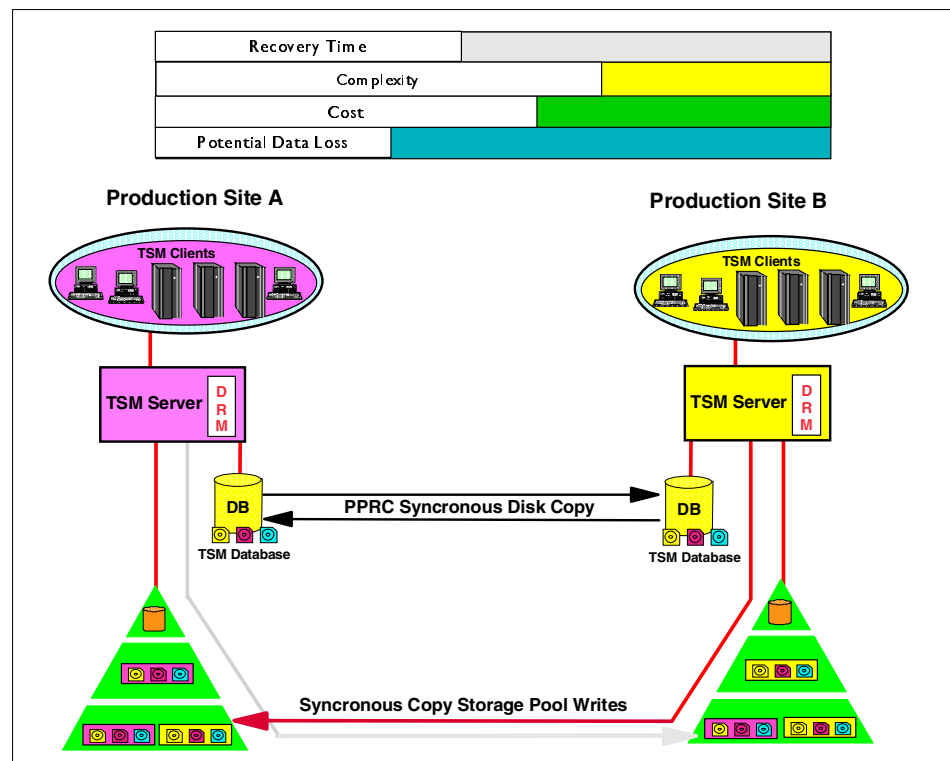 Recovery Time
Complexity
Cost
Potential Data Loss
Production Site A
Production Site B
TSM Clients
TSM Clients
TSM Server
D
R
M
TSM Server
D
R
M
DB
PPRC Syncronous Disk Copy
DB
TSM Database
TSM Database
Syncronous Copy Storage Pool Writes